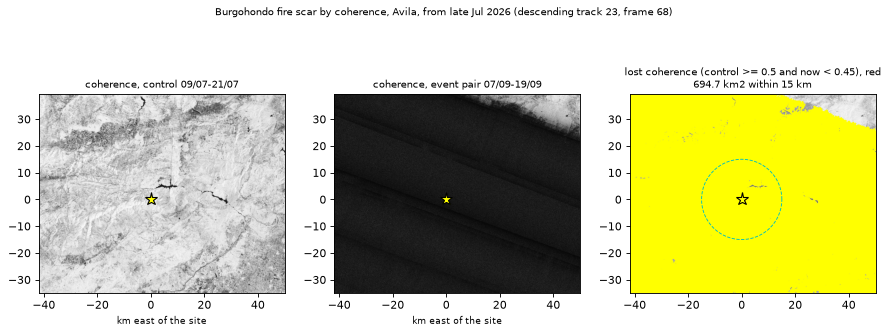 Burgohondo fire scar by coherence, Avila, from late Jul 2026 (descending track 23, frame 68)
coherence, control 09/07-21/07
coherence, event pair 07/09-19/09
lost coherence (control >= 0.5 and now < 0.45), red
694.7 km2 within 15 km
30
20
10
0
−10
−20
−30
−40 −20 0 20 40
km east of the site
30
20
10
0
−10
−20
−30
−40 −20 0 20 40
km east of the site
30
20
10
0
−10
−20
−30
−40 −20 0 20 40